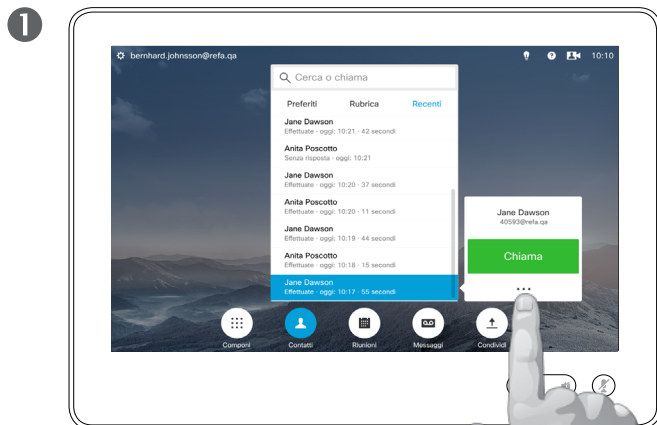 1
bernhard.johnsson@refa.qa
10:10
Cerca o chiama
Preferiti Rubrica Recenti
Jane Dawson
Effettuate · oggi: 10:21 · 42 secondi
Anita Poscotto
Senza risposta · oggi: 10:21
Jane Dawson
Effettuate · oggi: 10:20 · 37 secondi
Anita Poscotto
Effettuate · oggi: 10:20 · 11 secondi
Jane Dawson
Effettuate · oggi: 10:19 · 44 secondi
Anita Poscotto
Effettuate · oggi: 10:18 · 15 secondi
Jane Dawson
Effettuate · oggi: 10:17 · 55 secondi
Jane Dawson
40593@refa.qa
Chiama
Componi Contatti Riunioni Messaggi Condividi